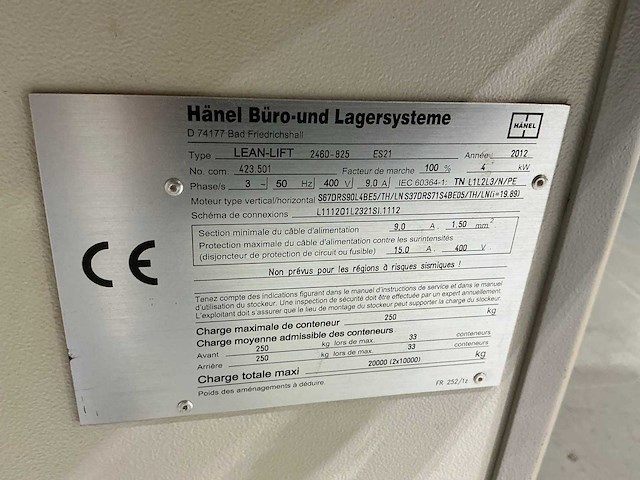 Hänel Büro-und Lagersysteme
D 74177 Bad Friedrichshall
HÄNEL
Type LEAN-LIFT 2460-825 ES21 Année: 2012
No. com. 423.501 Facteur de marche 100 % 4 kW
Phase/s 3 ~ 50 Hz 400 V 9.0 A IEC 60364-1: TN L1L2L3/N/PE
Moteur type vertical/horizontal S67DRS90L4BE5/TH/LN S37DRS71S4BE05/TH/LN(i=19.89)
Schéma de connexions L111201L2321SI.1112
Section minimale du câble d'alimentation 9,0 A, 1,50 mm²
Protection maximale du câble d'alimentation contre les surintensités
(disjoncteur de protection de circuit ou fusible) 15.0 A, 400 V
Non prévus pour les régions à risques sismiques !
Tenez compte des indications figurant dans le manuel d'instructions de service et dans le manuel
d'utilisation du stockeur. Une inspection de sécurité doit être effectuée par un expert annuellement.
L'exploitant doit s'assurer que le lieu de montage du stockeur peut supporter la charge du stockeur.
Charge maximale de conteneur 250 kg
Charge moyenne admissible des conteneurs
Avant 250 kg lors de max. 33 conteneurs
Arrière 250 kg lors de max. 33 conteneurs
Charge totale maxi 20000 (2x10000) kg
Poids des aménagements à déduire.
FR 252/1z
CE